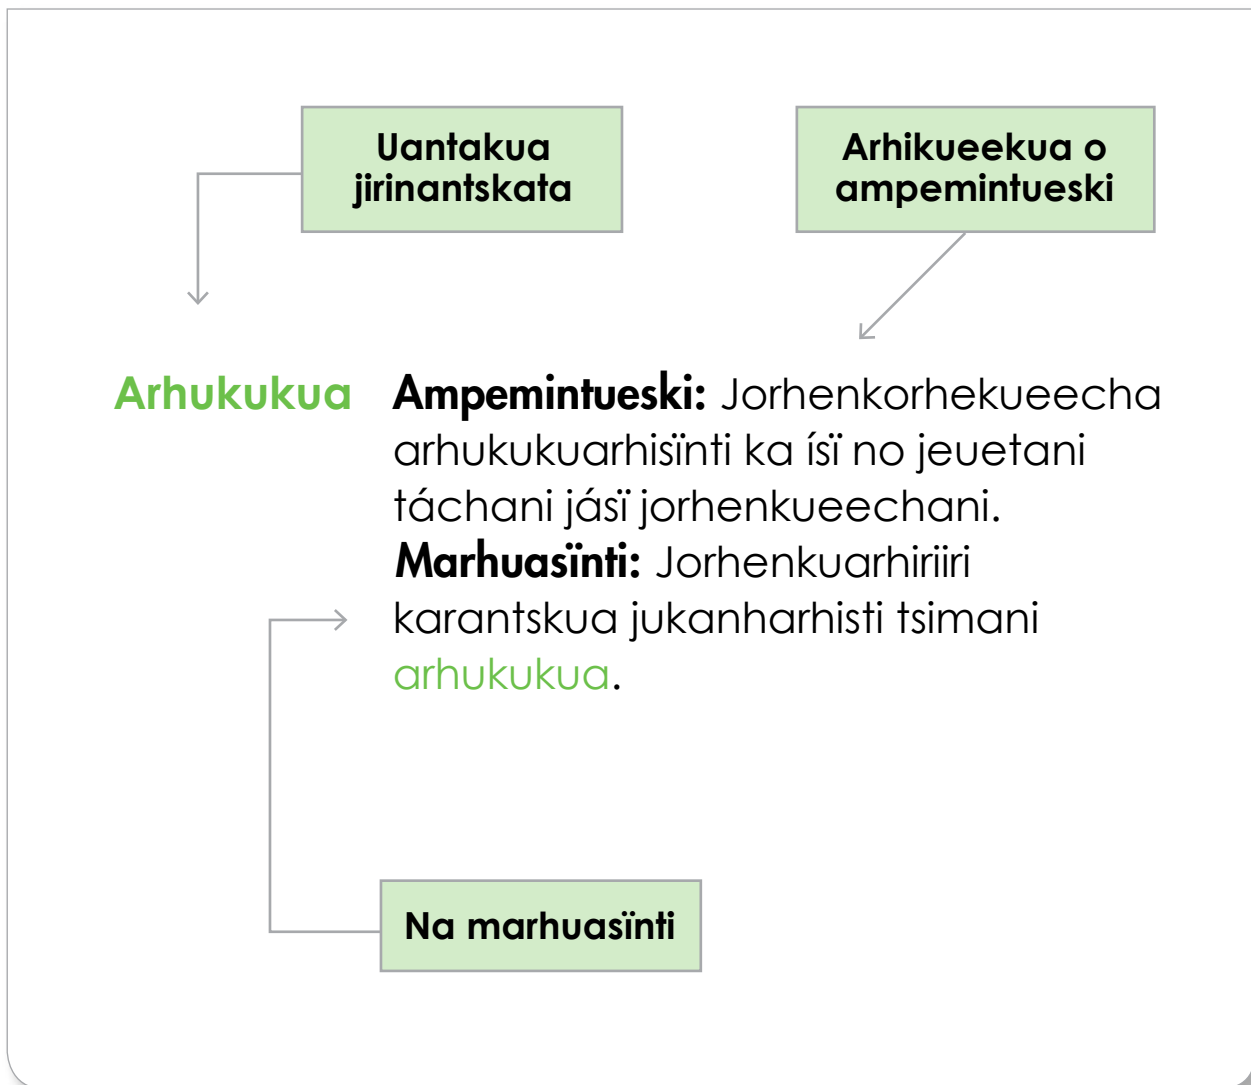 Uantakua
jirinantskata
Arhikueekua o
ampemintueski
Arhukukua
Ampemintueski: Jorhenkorhekueecha
arhukukuarhisïnti ka ísï no jeuetani
táchani jásï jorhenkueechani.
Marhuasïnti: Jorhenkuarhiriiri
karantskua jukanharhisti tsimani
arhukukua.
Na marhuasïnti